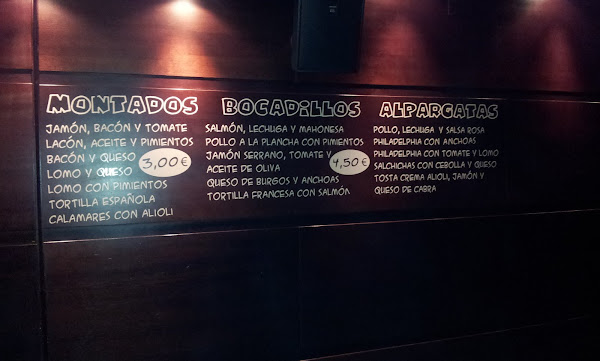 MONTADOS
JAMÓN, BACÓN Y TOMATE
LACÓN, ACEITE Y PIMIENTOS
BACÓN Y QUESO
LOMO Y QUESO
3,00€
LOMO CON PIMIENTOS
TORTILLA ESPAÑOLA
CALAMARES CON ALIOLI
BOCADILLOS
SALMÓN, LECHUGA Y MAHONESA
POLLO A LA PLANCHA CON PIMIENTOS
JAMÓN SERRANO, TOMATE Y
ACEITE DE OLIVA
4,50€
QUESO DE BURGOS Y ANCHOAS
TORTILLA FRANCESA CON SALMÓN
ALPARGATAS
POLLO, LECHUGA Y SALSA ROSA
PHILADELPHIA CON ANCHOAS
PHILADELPHIA CON TOMATE Y LOMO
SALCHICHAS CON CEBOLLA Y QUESO
TOSTA CREMA ALIOLI, JAMÓN Y
QUESO DE CABRA